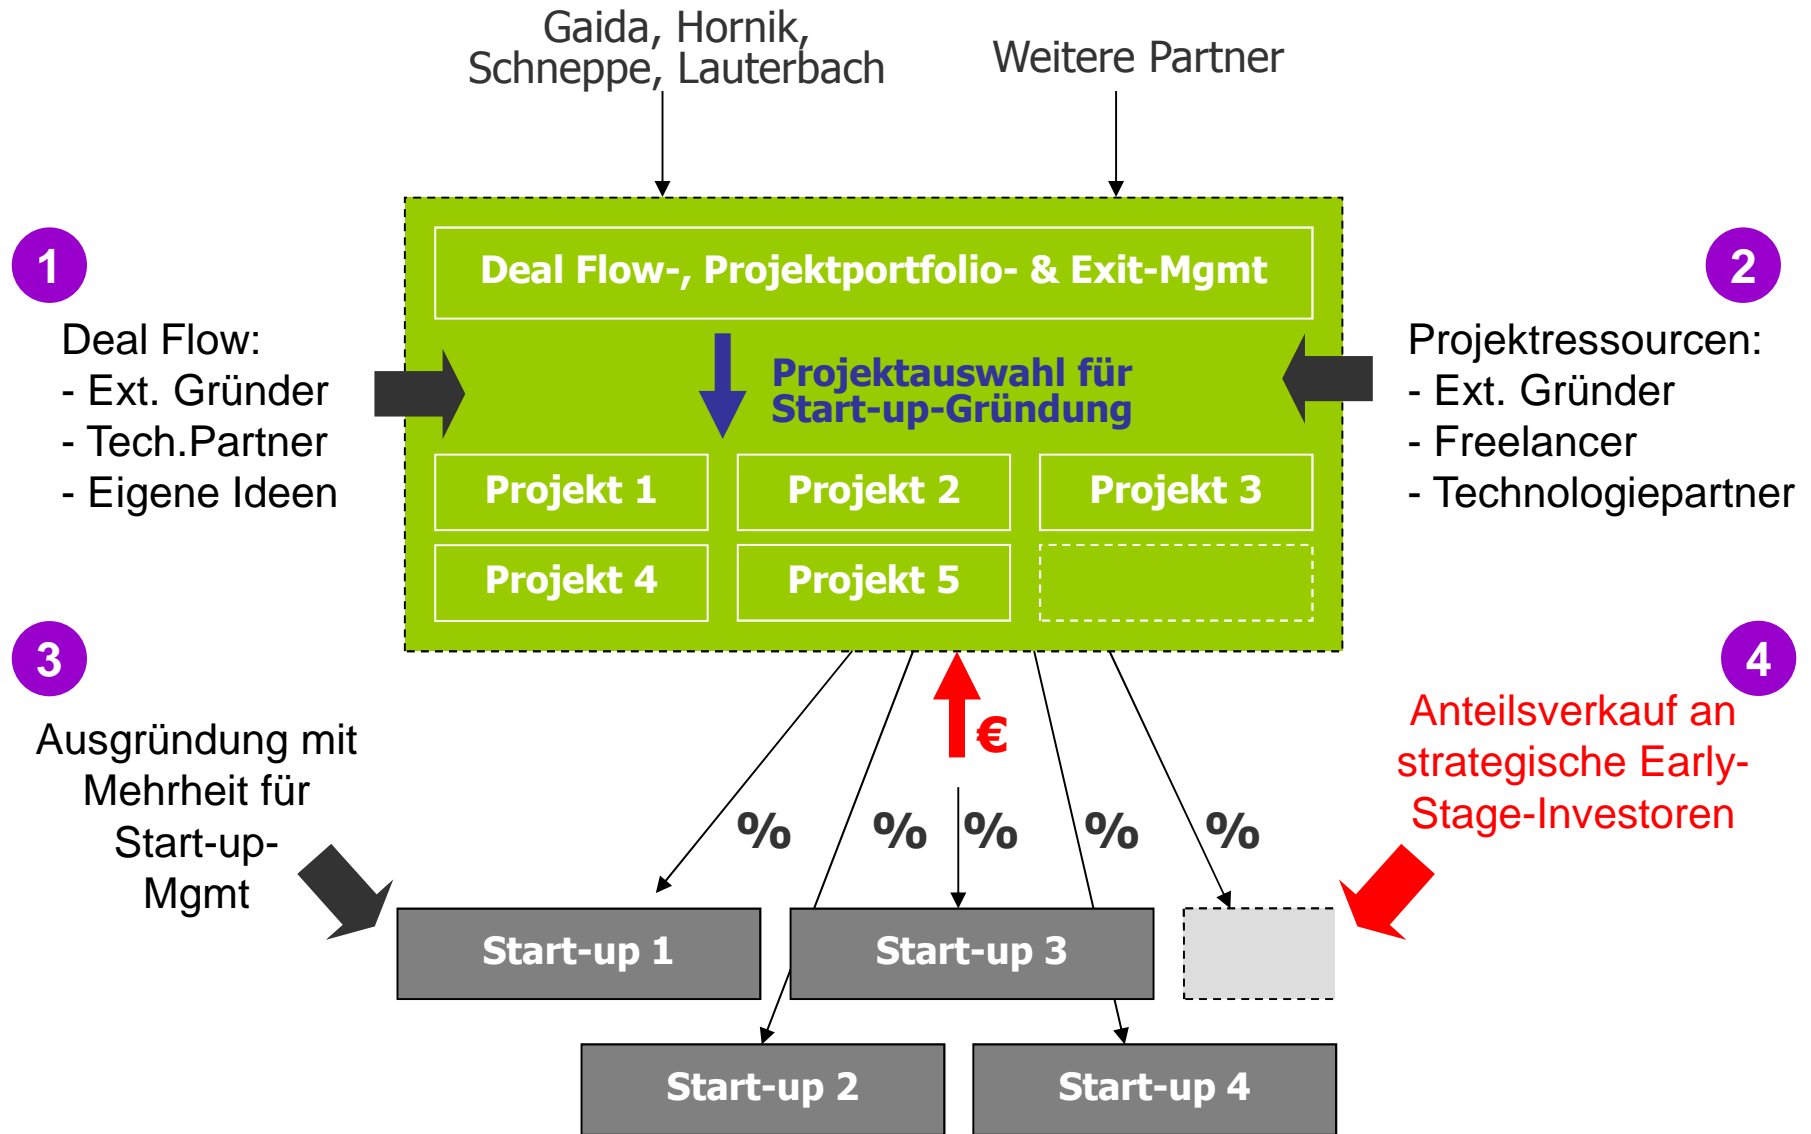 Gaida, Hornik,
Schneppe, Lauterbach
Weitere Partner
1
Deal Flow:
- Ext. Gründer
- Tech.Partner
- Eigene Ideen
Deal Flow-, Projektportfolio- & Exit-Mgmt
Projektauswahl für
Start-up-Gründung
Projekt 1
Projekt 2
Projekt 3
Projekt 4
Projekt 5
2
Projektressourcen:
- Ext. Gründer
- Freelancer
- Technologiepartner
3
Ausgründung mit
Mehrheit für
Start-up-
Mgmt
€
%
%
%
%
%
4
Anteilsverkauf an
strategische Early-
Stage-Investoren
Start-up 1
Start-up 3
Start-up 2
Start-up 4